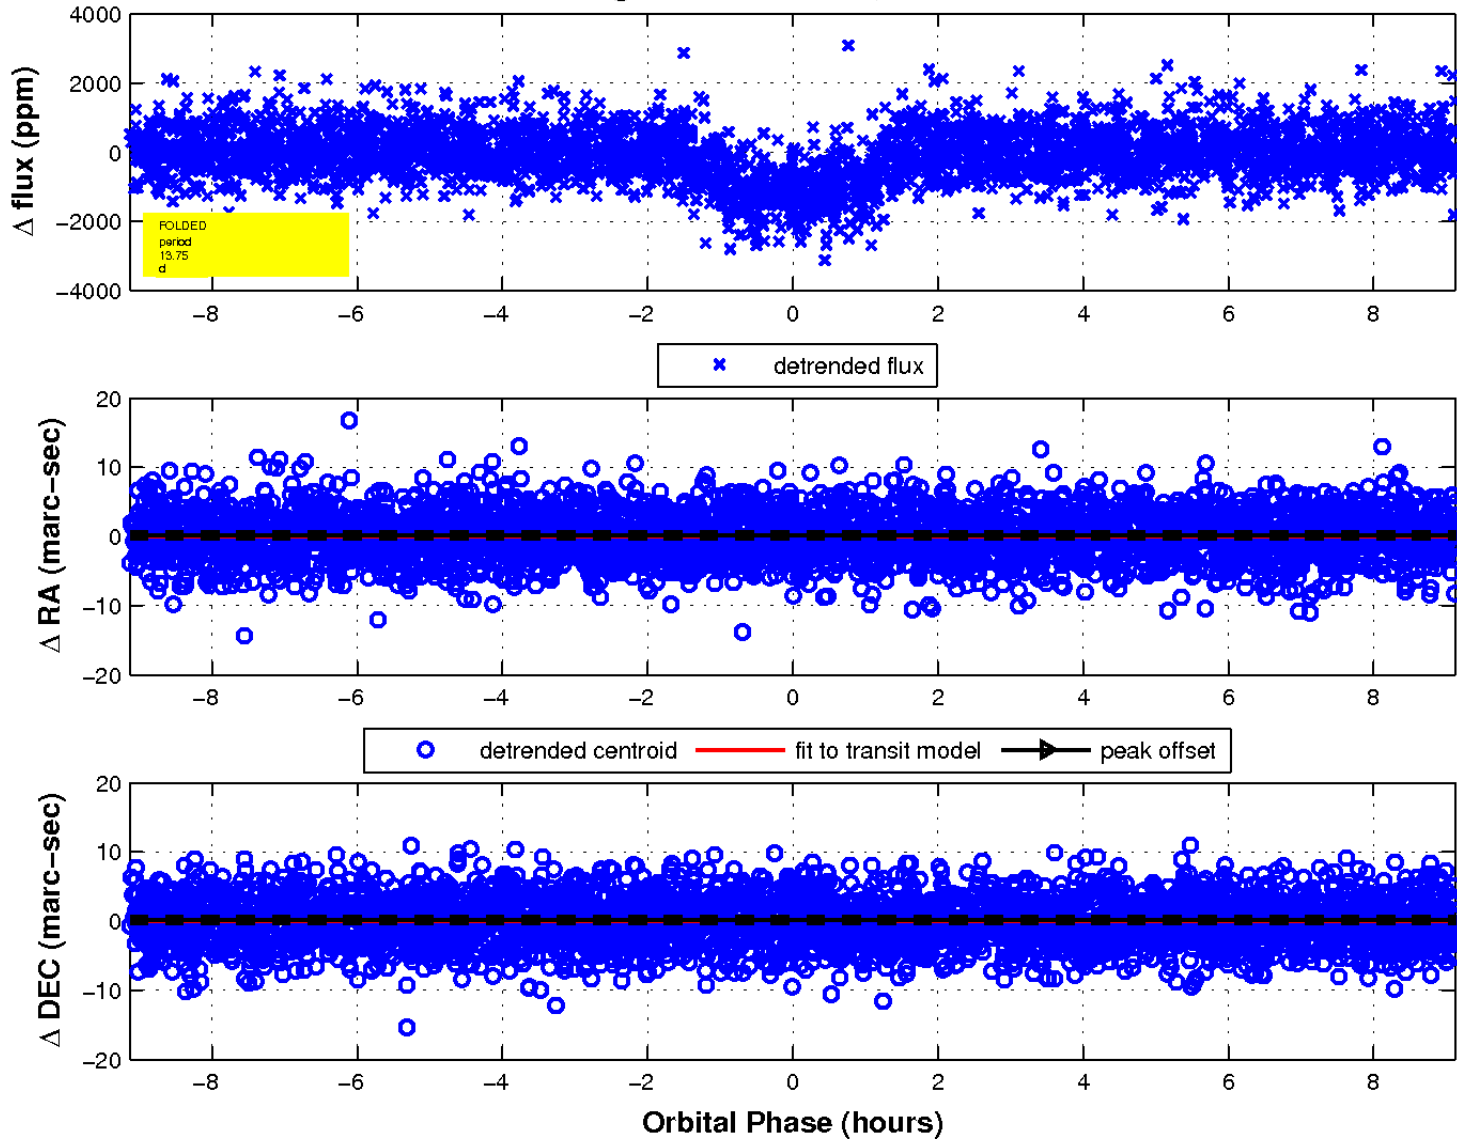 4000
2000
0
−2000
−4000
Δ flux (ppm)
FOLDED
period
13.75
d
−8 −6 −4 −2 0 2 4 6 8
detrended flux
20
10
0
−10
−20
Δ RA (marc−sec)
−8 −6 −4 −2 0 2 4 6 8
detrended centroid fit to transit model peak offset
20
10
0
−10
−20
Δ DEC (marc−sec)
−8 −6 −4 −2 0 2 4 6 8
Orbital Phase (hours)